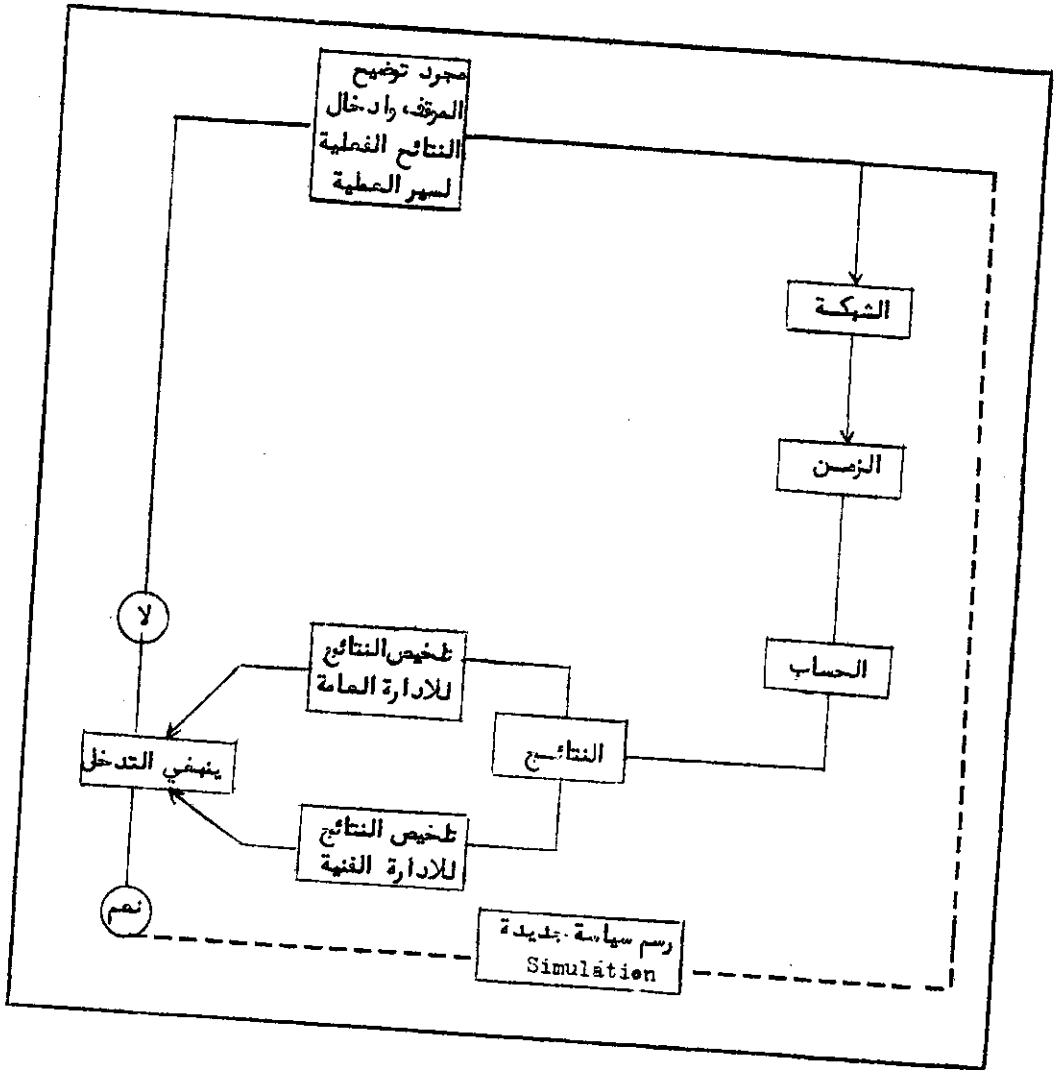 مجرد توضيح
الموقف، وادخال
النتائج الفعلية
لسير العملية
الشبكة
الزمن
الحساب
النتائج
تلخيص النتائج
للادارة العامة
تلخيص النتائج
للادارة الفنية
ينبغي التدخل
لا
نعم
رسم سياسة جديدة
Simulation